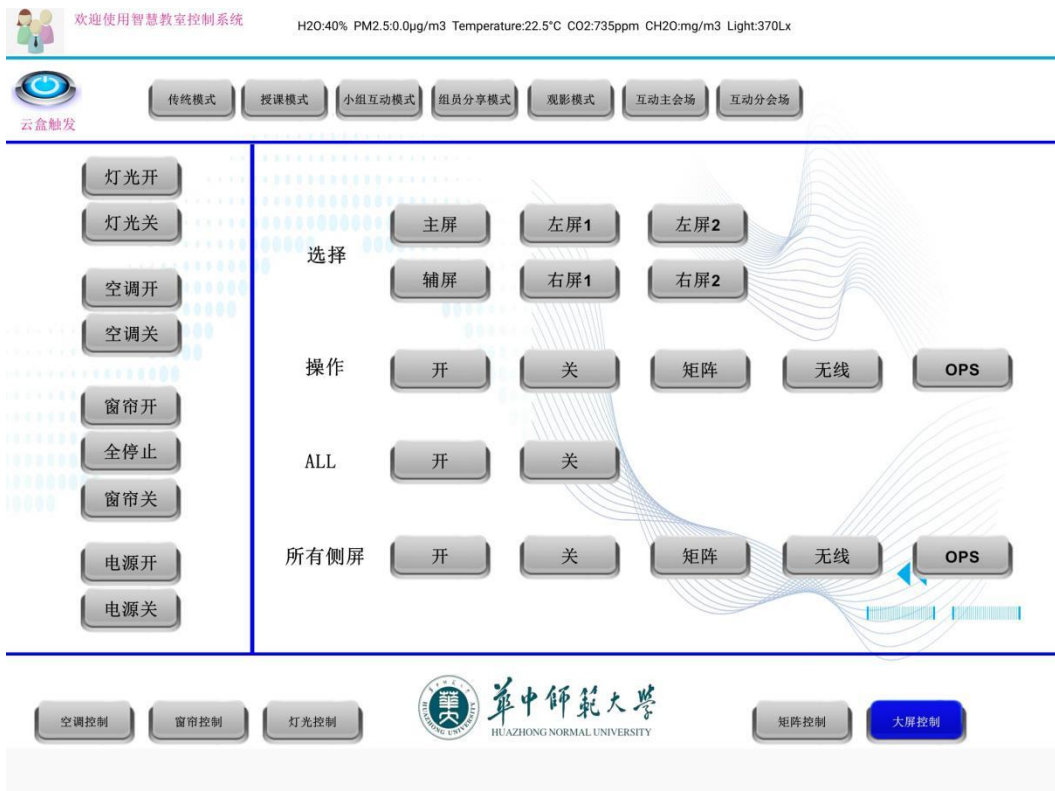 欢迎使用智慧教室控制系统
H2O:40% PM2.5:0.0μg/m3 Temperature:22.5°C CO2:735ppm CH2O:mg/m3 Light:370Lx
云盒触发
传统模式 授课模式 小组互动模式 组员分享模式 观影模式 互动主会场 互动分会场
灯光开
灯光关
空调开
空调关
窗帘开
全停止
窗帘关
电源开
电源关
选择
主屏 左屏1 左屏2
辅屏 右屏1 右屏2
操作 开 关 矩阵 无线 OPS
ALL 开 关
所有侧屏 开 关 矩阵 无线 OPS
空调控制 窗帘控制 灯光控制
華中師範大學
HUAZHONG NORMAL UNIVERSITY
矩阵控制 大屏控制